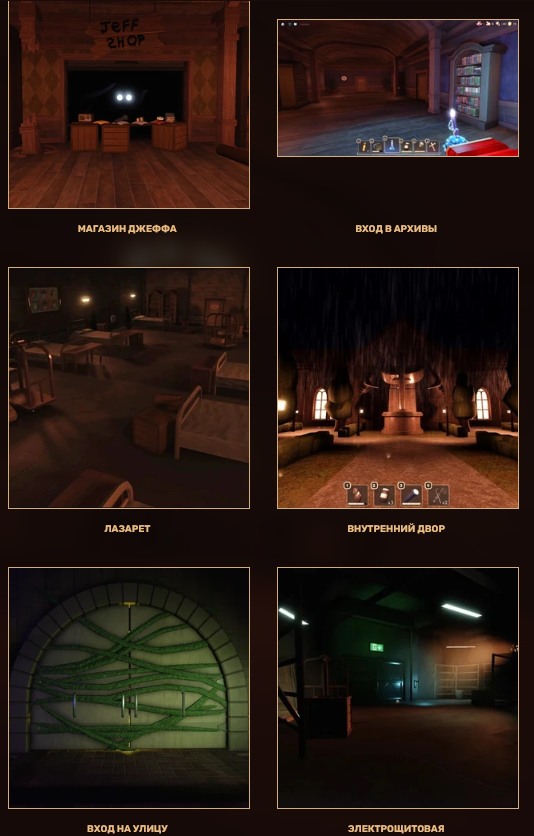 JEFF
SHOP
МАГАЗИН ДЖЕФФА
ВХОД В АРХИВЫ
ЛАЗАРЕТ
ВНУТРЕННИЙ ДВОР
ВХОД НА УЛИЦУ
ЭЛЕКТРОЩИТОВАЯ